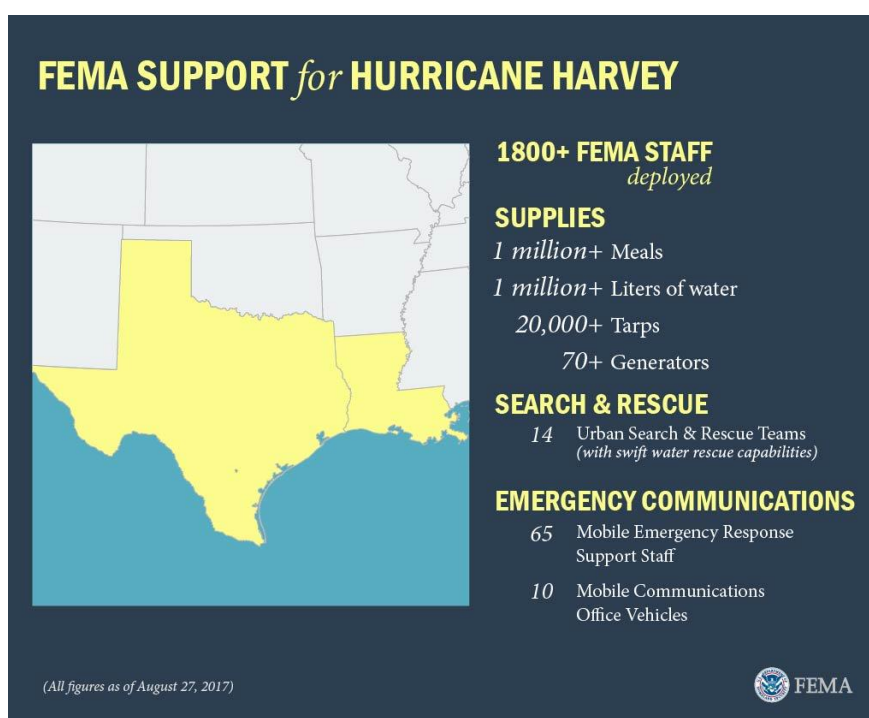 FEMA SUPPORT for HURRICANE HARVEY
1800+ FEMA STAFF
deployed
SUPPLIES
1 million+ Meals
1 million+ Liters of water
20,000+ Tarps
70+ Generators
SEARCH & RESCUE
14 Urban Search & Rescue Teams
(with swift water rescue capabilities)
EMERGENCY COMMUNICATIONS
65 Mobile Emergency Response
Support Staff
10 Mobile Communications
Office Vehicles
(All figures as of August 27, 2017)
FEMA